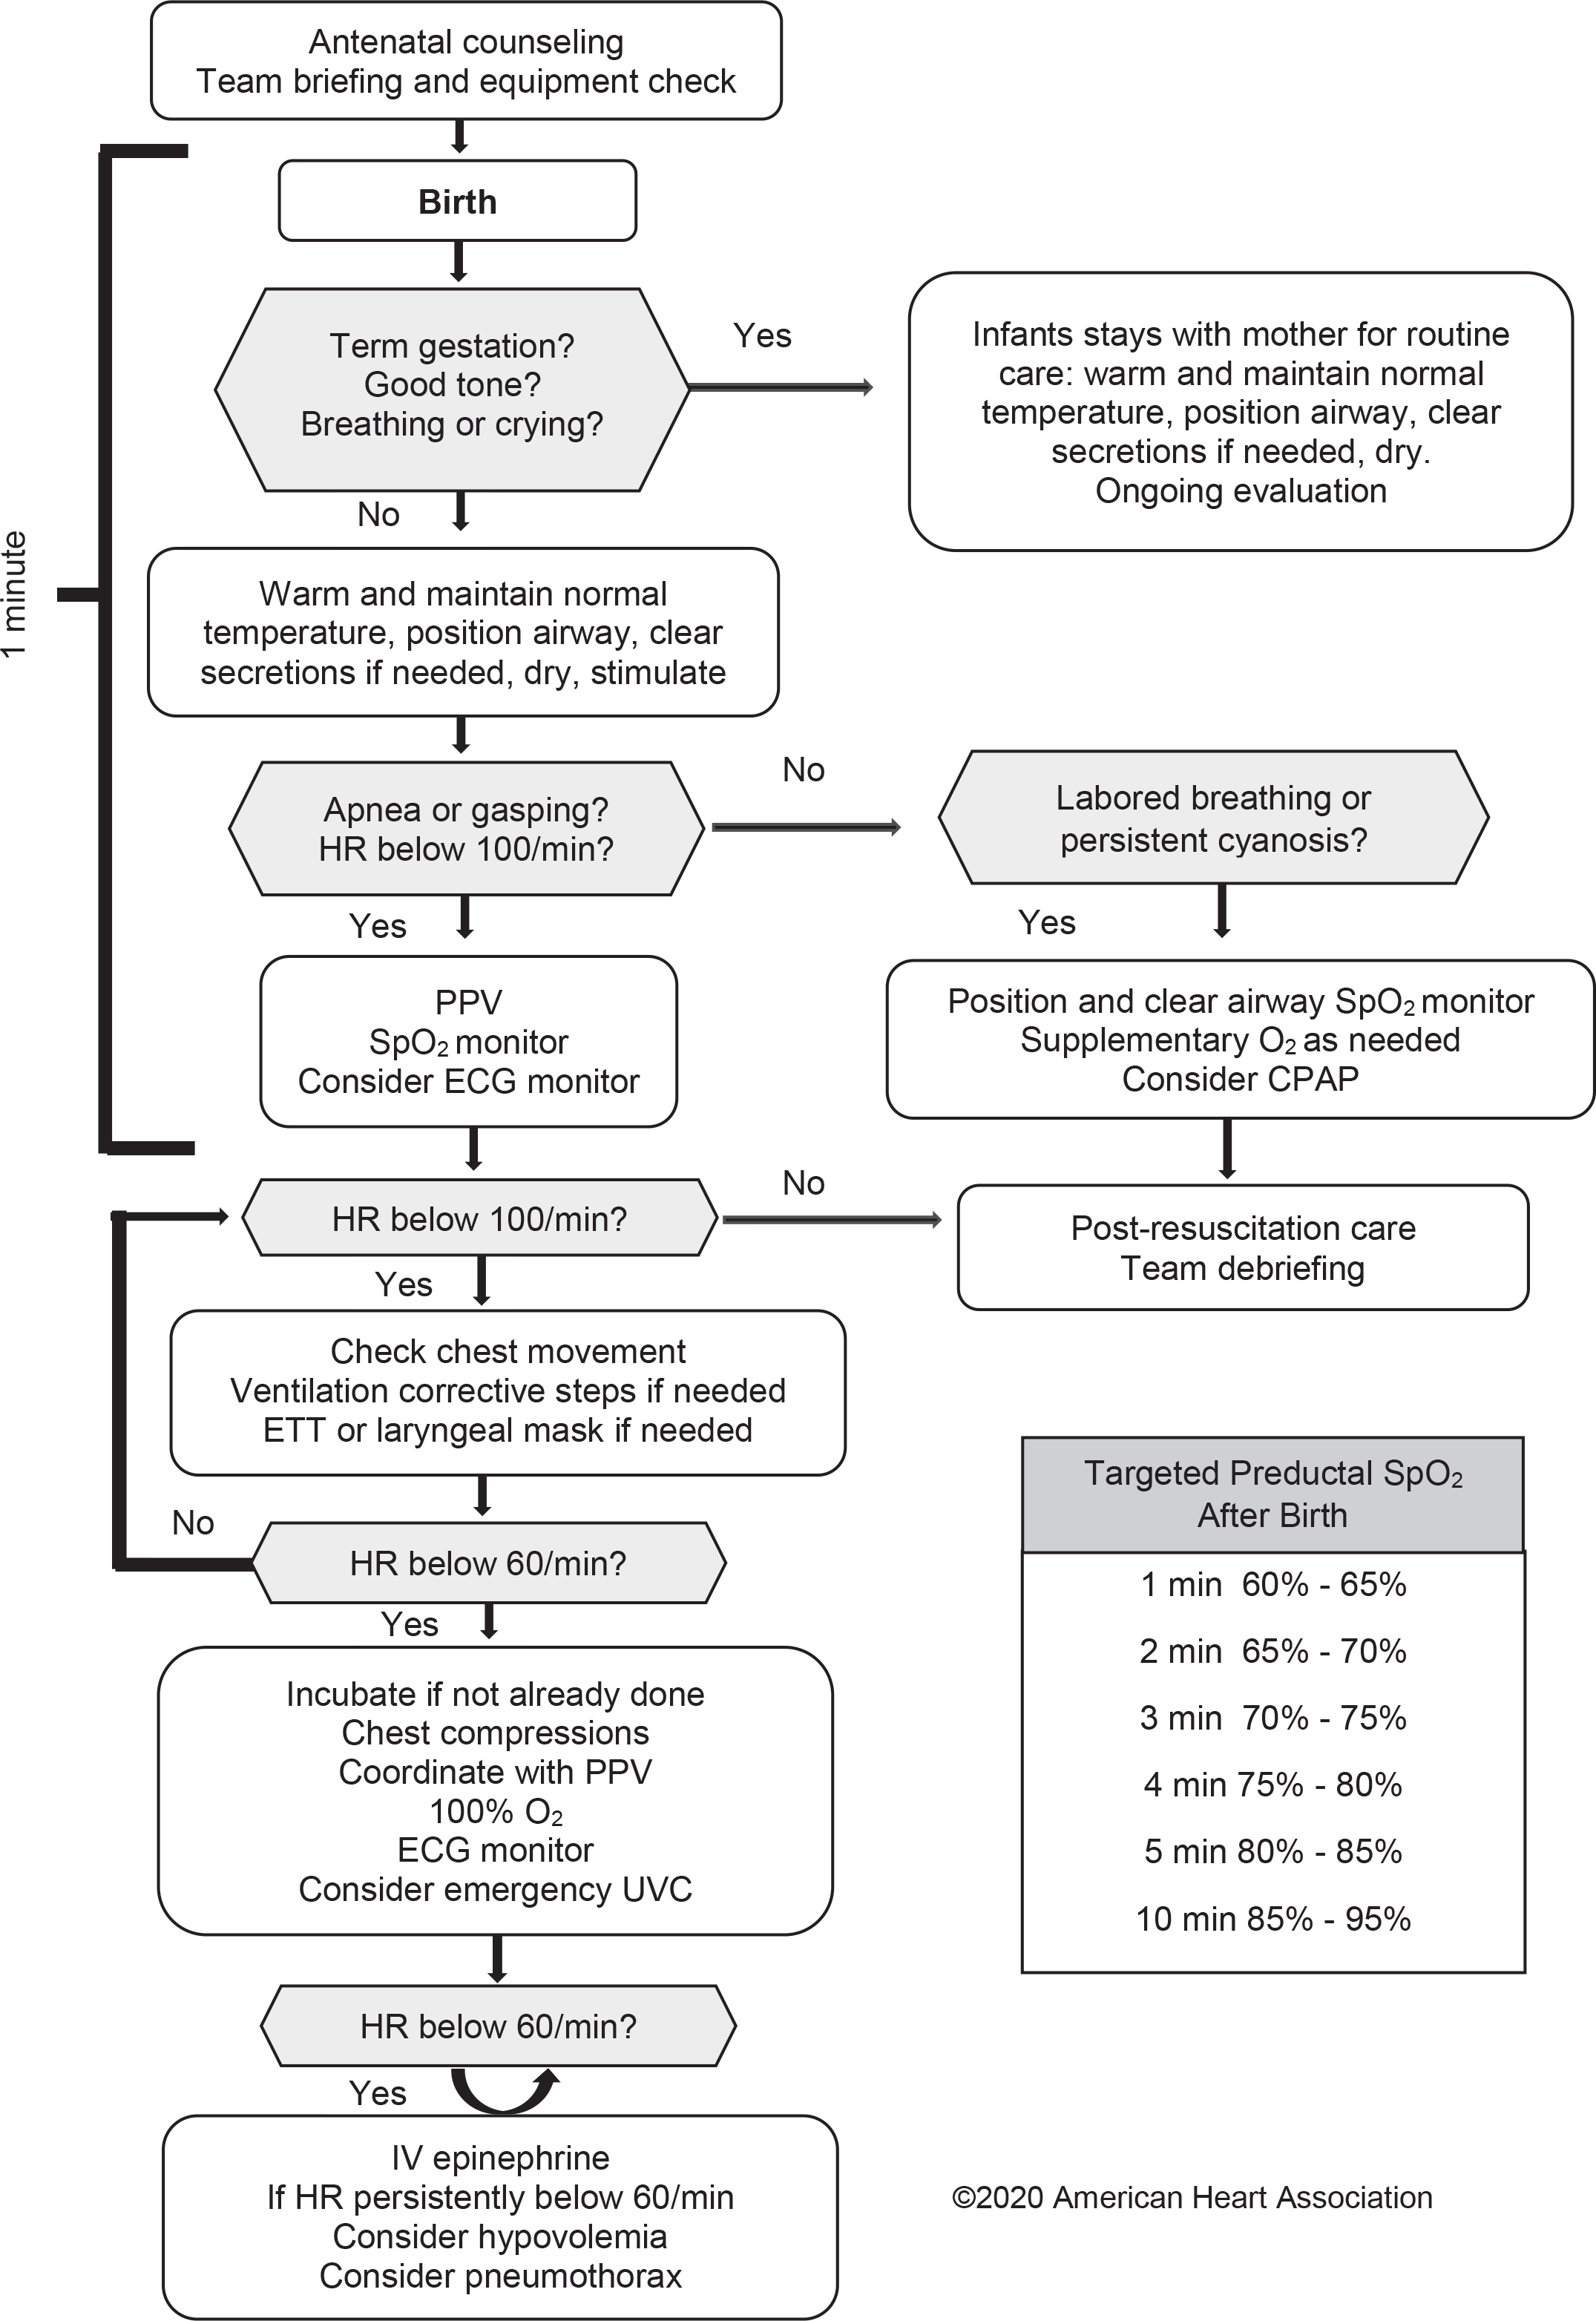 Antenatal counseling
Team briefing and equipment check
1 minute
Birth
Term gestation?
Good tone?
Breathing or crying?
Yes
Infants stays with mother for routine
care: warm and maintain normal
temperature, position airway, clear
secretions if needed, dry.
Ongoing evaluation
No
Warm and maintain normal
temperature, position airway, clear
secretions if needed, dry, stimulate
Apnea or gasping?
HR below 100/min?
No
Labored breathing or
persistent cyanosis?
Yes
Yes
PPV
SpO₂ monitor
Consider ECG monitor
Position and clear airway SpO₂ monitor
Supplementary O₂ as needed
Consider CPAP
HR below 100/min?
No
Post-resuscitation care
Team debriefing
Yes
Check chest movement
Ventilation corrective steps if needed
ETT or laryngeal mask if needed
No
HR below 60/min?
Yes
Incubate if not already done
Chest compressions
Coordinate with PPV
100% O₂
ECG monitor
Consider emergency UVC
HR below 60/min?
Yes
IV epinephrine
If HR persistently below 60/min
Consider hypovolemia
Consider pneumothorax
Targeted Preductal SpO₂
After Birth
1 min 60% - 65%
2 min 65% - 70%
3 min 70% - 75%
4 min 75% - 80%
5 min 80% - 85%
10 min 85% - 95%
©2020 American Heart Association